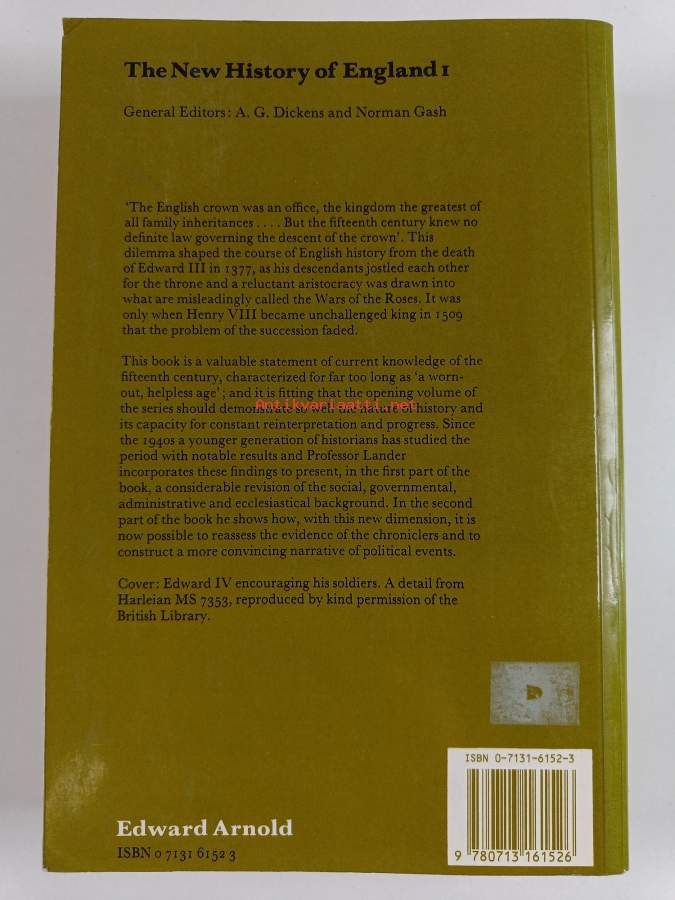 The New History of England 1
General Editors: A. G. Dickens and Norman Gash
‘The English crown was an office, the kingdom the greatest of
all family inheritances . . . . But the fifteenth century knew no
definite law governing the descent of the crown’. This
dilemma shaped the course of English history from the death
of Edward III in 1377, as his descendants jostled each other
for the throne and a reluctant aristocracy was drawn into
what are misleadingly called the Wars of the Roses. It was
only when Henry VIII became unchallenged king in 1509
that the problem of the succession faded.
This book is a valuable statement of current knowledge of the
fifteenth century, characterized for far too long as ‘a worn-
out, helpless age’; and it is fitting that the opening volume of
Antikvariaatti.net
the series should demonstrate so well the nature of history and
its capacity for constant reinterpretation and progress. Since
the 1940s a younger generation of historians has studied the
period with notable results and Professor Lander
incorporates these findings to present, in the first part of the
book, a considerable revision of the social, governmental,
administrative and ecclesiastical background. In the second
part of the book he shows how, with this new dimension, it is
now possible to reassess the evidence of the chroniclers and to
construct a more convincing narrative of political events.
Cover: Edward IV encouraging his soldiers. A detail from
Harleian MS 7353, reproduced by kind permission of the
British Library.
ISBN 0-7131-6152-3
9 780713 161526
Edward Arnold
ISBN 0 7131 6152 3